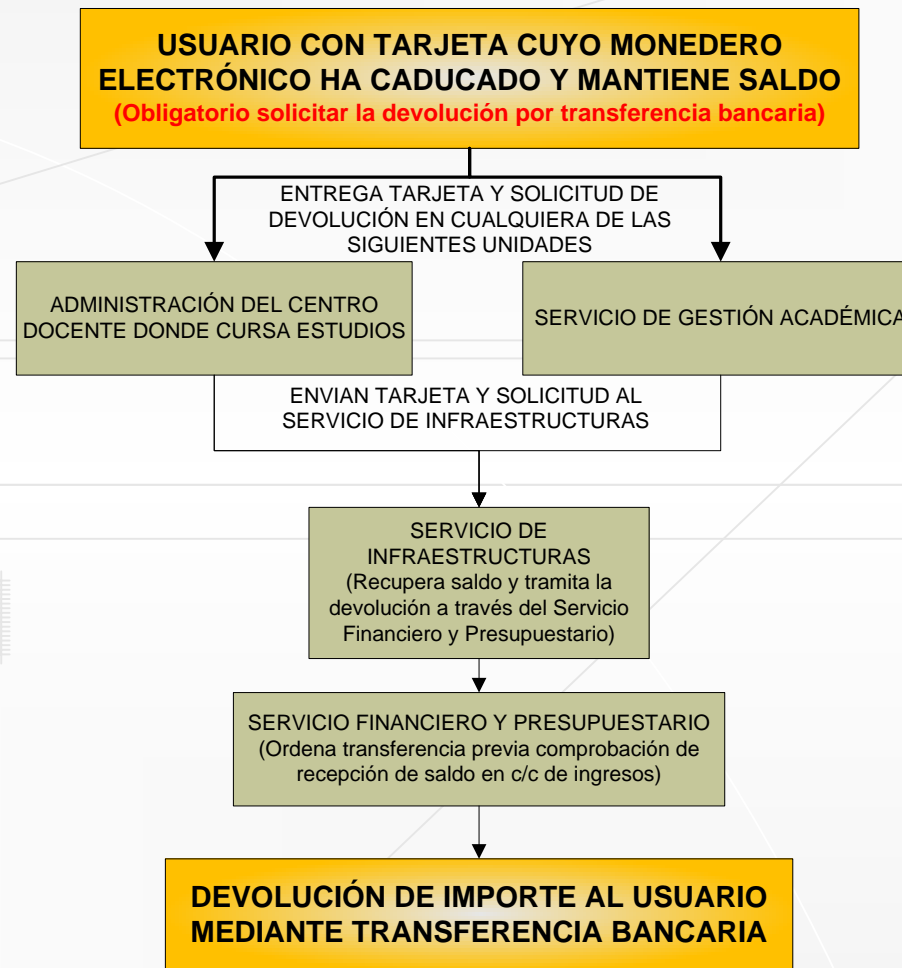 USUARIO CON TARJETA CUYO MONEDERO
ELECTRÓNICO HA CADUCADO Y MANTIENE SALDO
(Obligatorio solicitar la devolución por transferencia bancaria)
ENTREGA TARJETA Y SOLICITUD DE
DEVOLUCIÓN EN CUALQUIERA DE LAS
SIGUIENTES UNIDADES
ADMINISTRACIÓN DEL CENTRO
DOCENTE DONDE CURSA ESTUDIOS
SERVICIO DE GESTIÓN ACADÉMICA
ENVIAN TARJETA Y SOLICITUD AL
SERVICIO DE INFRAESTRUCTURAS
SERVICIO DE
INFRAESTRUCTURAS
(Recupera saldo y tramita la
devolución a través del Servicio
Financiero y Presupuestario)
SERVICIO FINANCIERO Y PRESUPUESTARIO
(Ordena transferencia previa comprobación de
recepción de saldo en c/c de ingresos)
DEVOLUCIÓN DE IMPORTE AL USUARIO
MEDIANTE TRANSFERENCIA BANCARIA